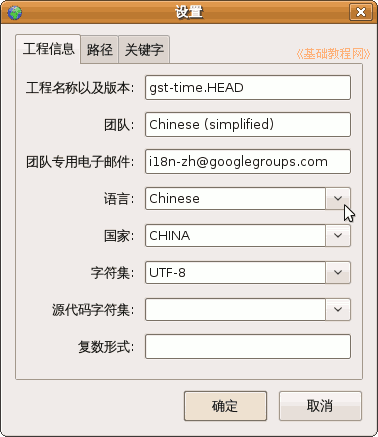 设置
工程信息 路径 关键字
《基础教程网》
工程名称以及版本: gst-time.HEAD
团队: Chinese (simplified)
团队专用电子邮件: i18n-zh@googlegroups.com
语言: Chinese
国家: CHINA
字符集: UTF-8
源代码字符集:
复数形式:
确定 取消